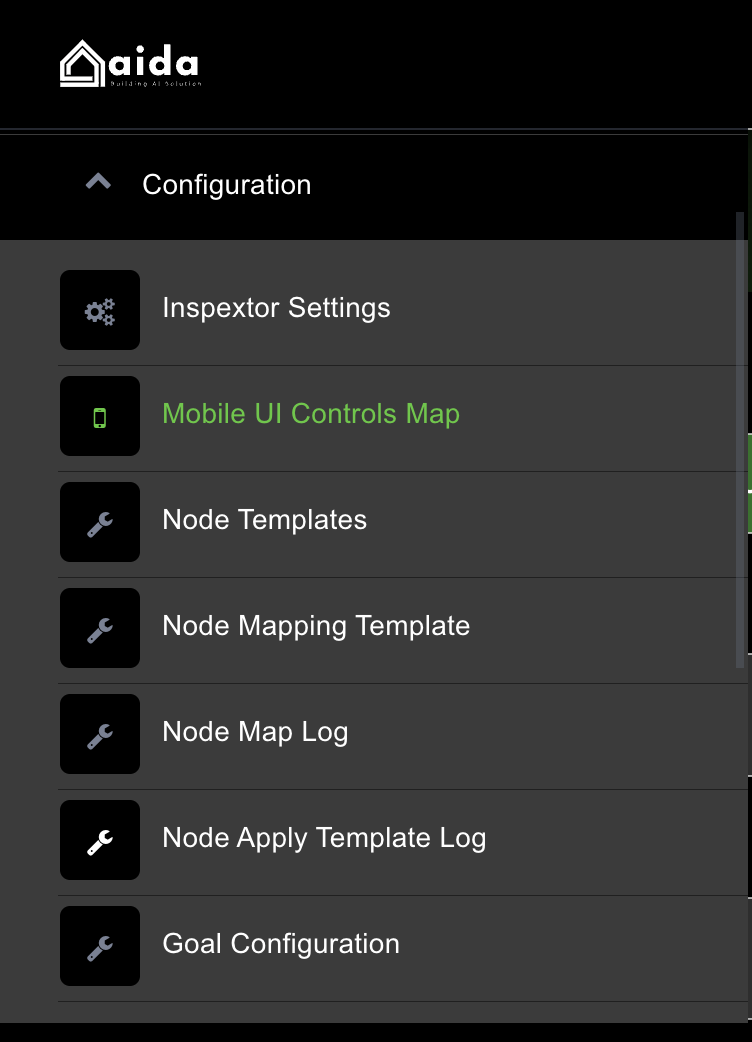 aida
Building AI Solution
Configuration
Inspextor Settings
Mobile UI Controls Map
Node Templates
Node Mapping Template
Node Map Log
Node Apply Template Log
Goal Configuration